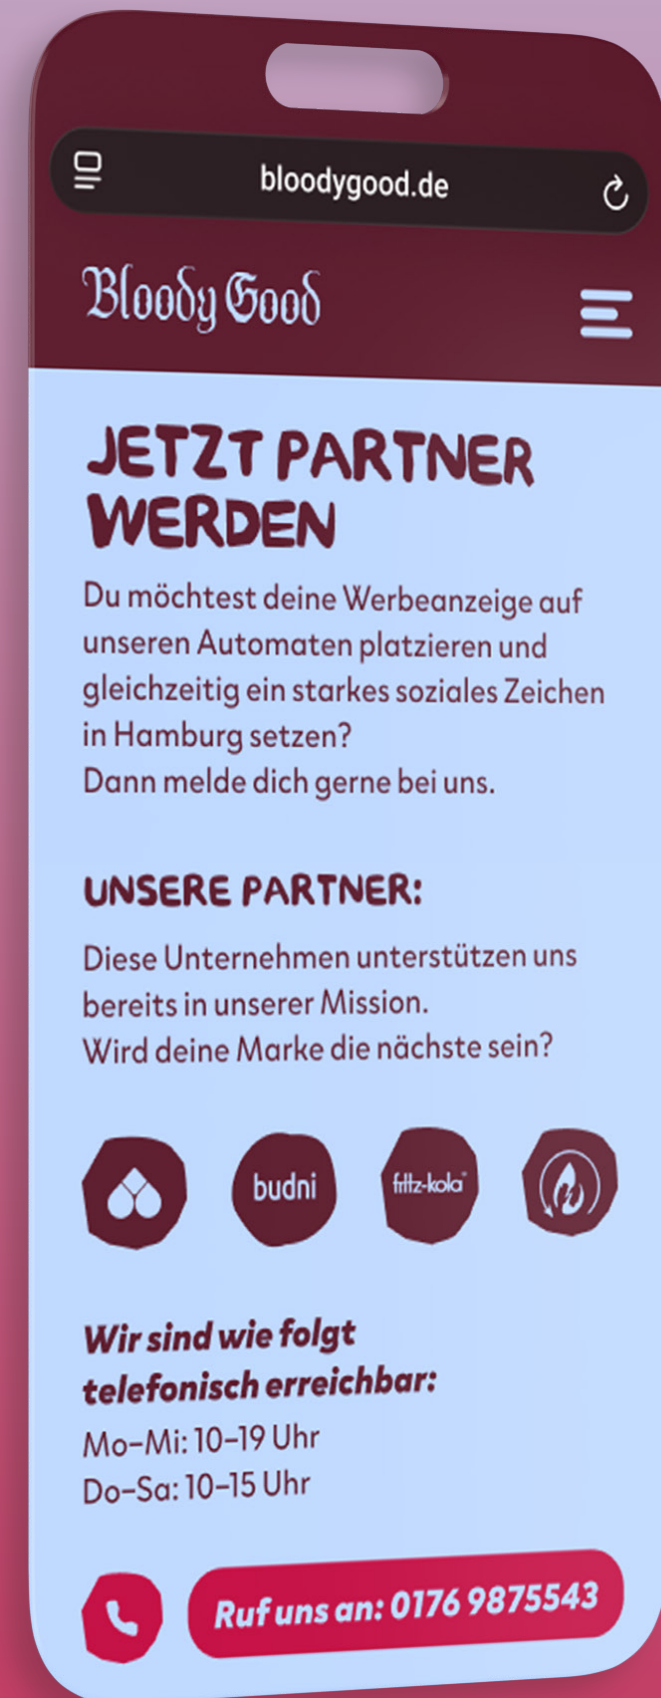 bloodygood.de
Bloody Good
JETZT PARTNER
WERDEN
Du möchtest deine Werbeanzeige auf
unseren Automaten platzieren und
gleichzeitig ein starkes soziales Zeichen
in Hamburg setzen?
Dann melde dich gerne bei uns.
UNSERE PARTNER:
Diese Unternehmen unterstützen uns
bereits in unserer Mission.
Wird deine Marke die nächste sein?
budni
fritz-kola
Wir sind wie folgt
telefonisch erreichbar:
Mo–Mi: 10–19 Uhr
Do–Sa: 10–15 Uhr
Ruf uns an: 0176 9875543